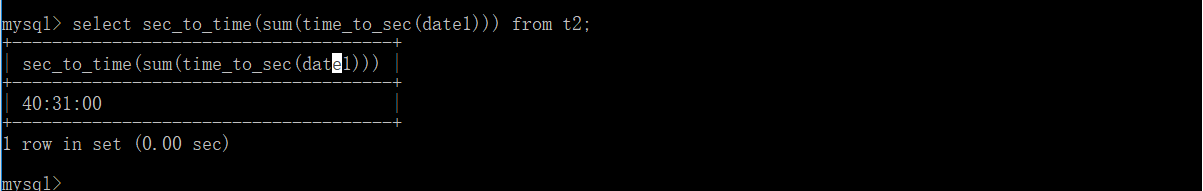 mysql> select sec_to_time(sum(time_to_sec(date1))) from t2;
+--------------------------------------+
| sec_to_time(sum(time_to_sec(date1))) |
+--------------------------------------+
| 40:31:00                             |
+--------------------------------------+
1 row in set (0.00 sec)
mysql>